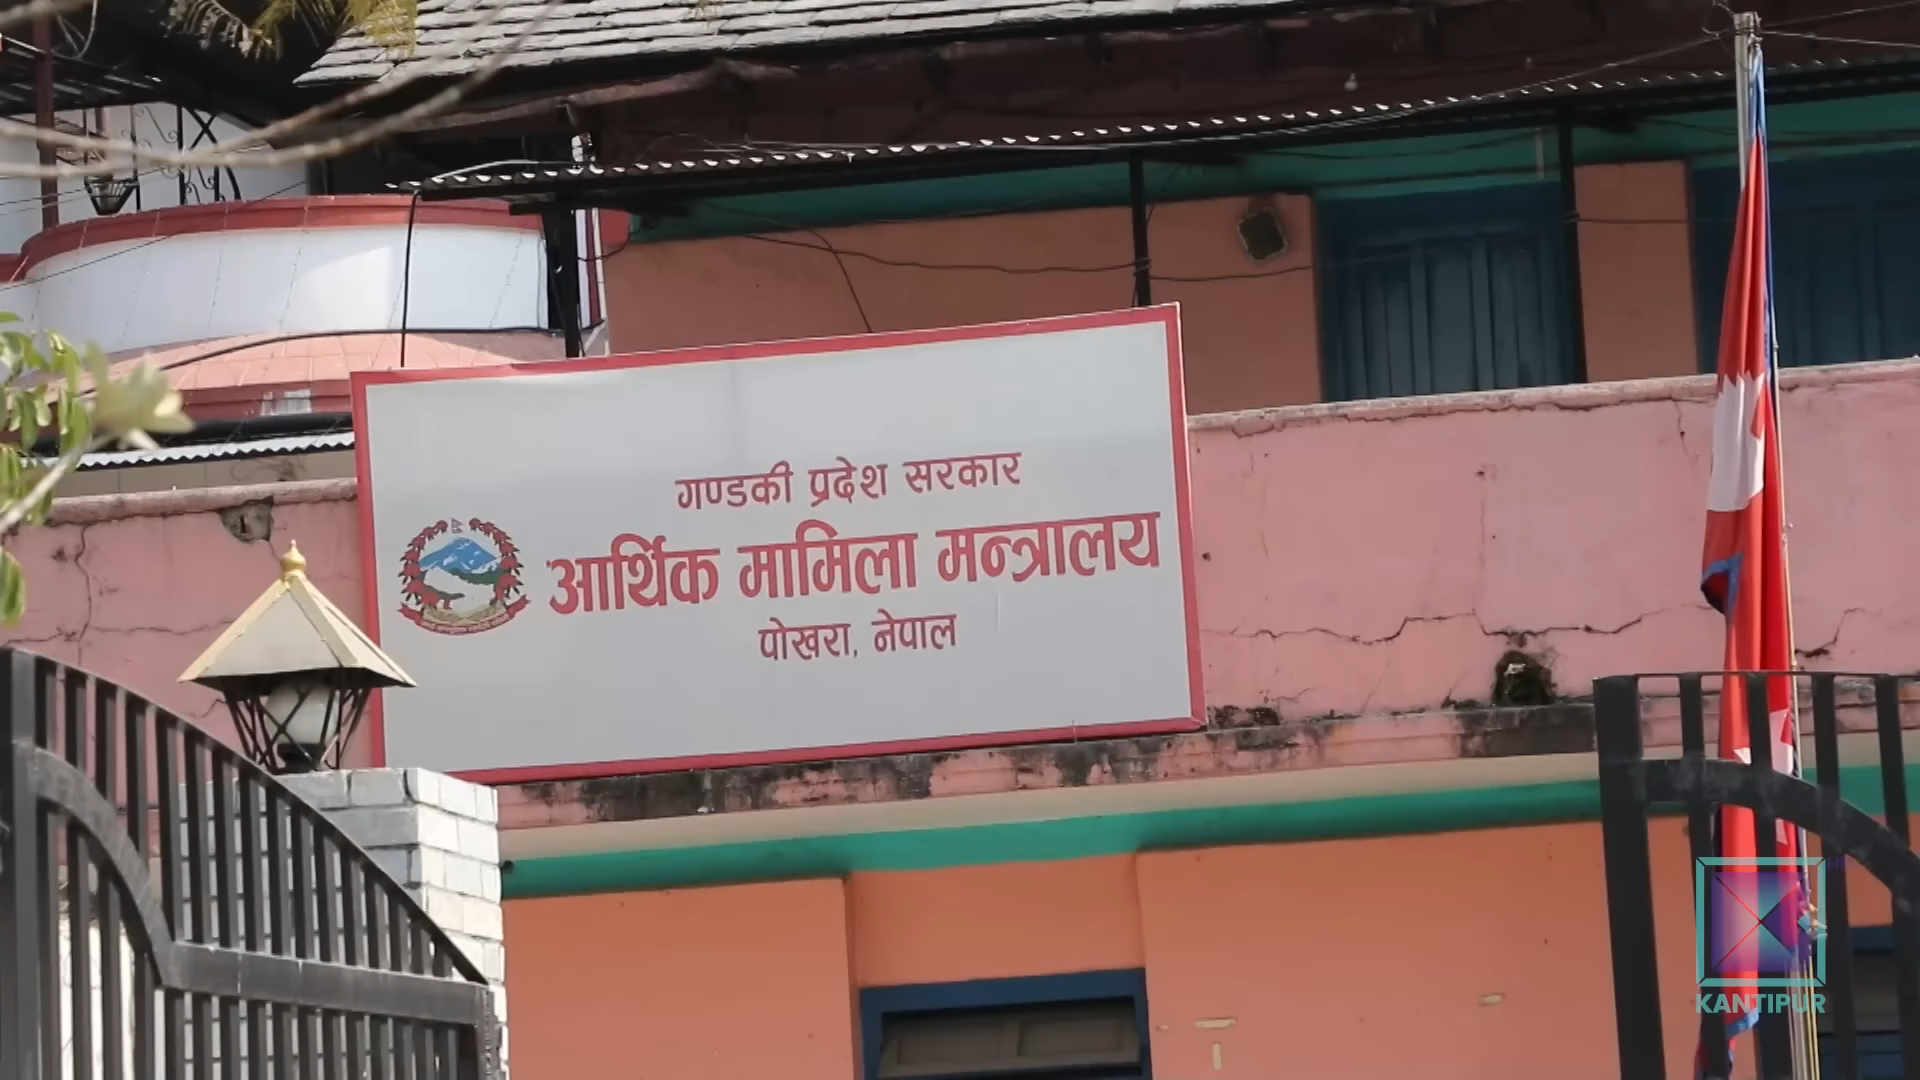 गण्डकी प्रदेश सरकार
आर्थिक मामिला मन्त्रालय
पोखरा, नेपाल
KANTIPUR